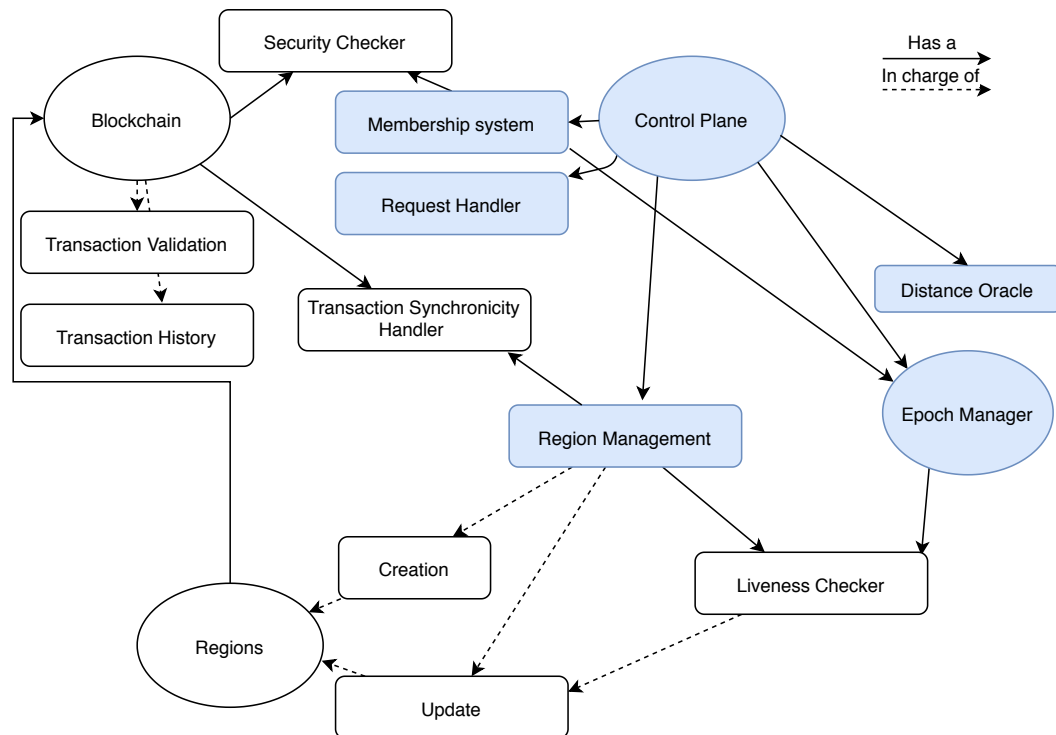 Security Checker
Has a
In charge of
Blockchain
Membership system
Control Plane
Request Handler
Transaction Validation
Distance Oracle
Transaction Synchronicity
Handler
Transaction History
Epoch Manager
Region Management
Creation
Liveness Checker
Regions
Update